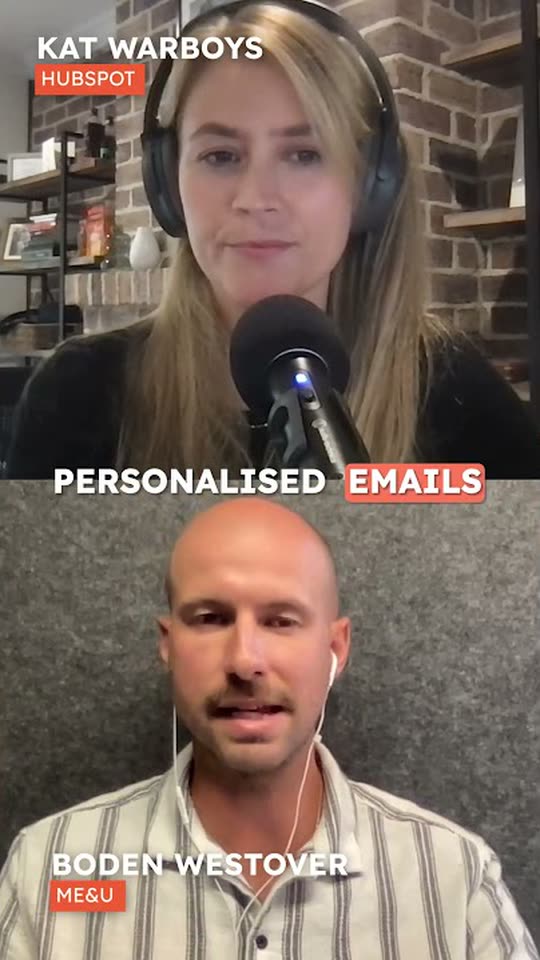 KAT WARBOYS
HUBSPOT
PERSONALISED EMAILS
BODEN WESTOVER
ME&U